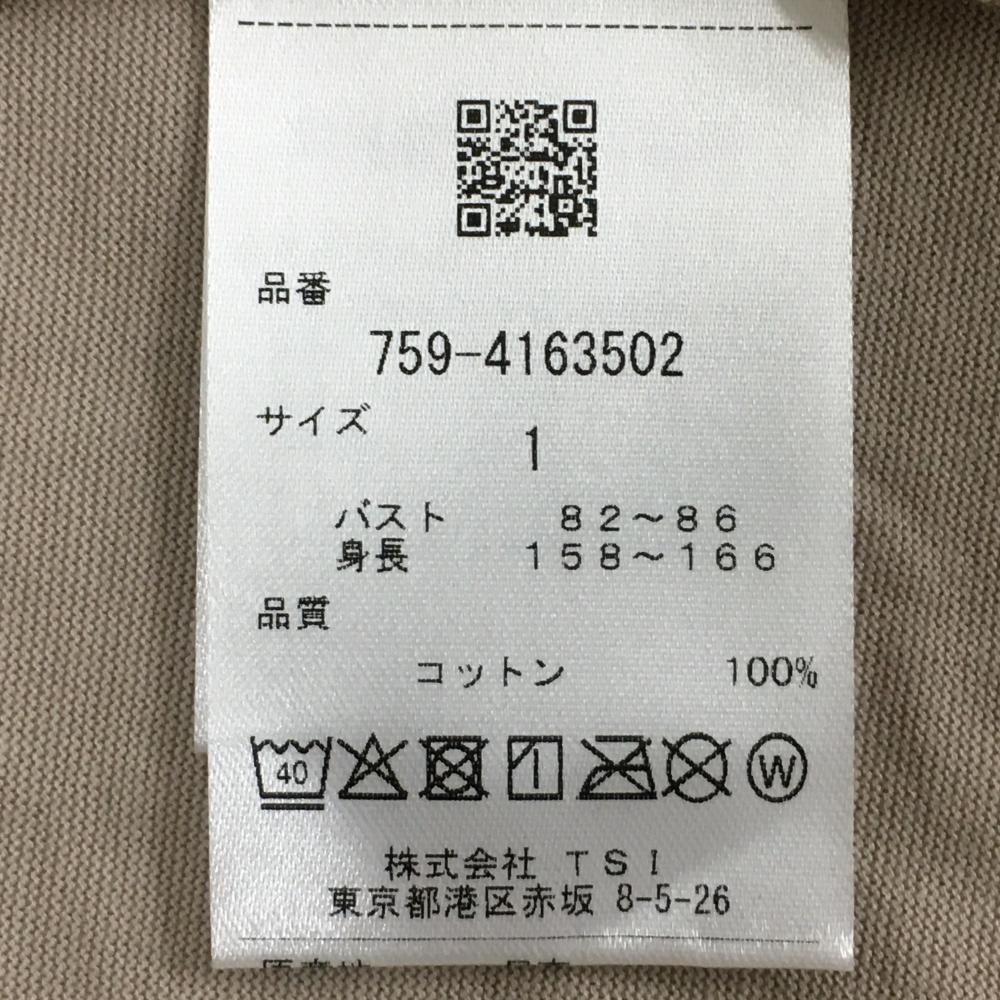 品番
759-4163502
サイズ
1
バスト 82～86
身長 158～166
品質
コットン 100%
40 W
株式会社 TSI
東京都港区赤坂 8-5-26